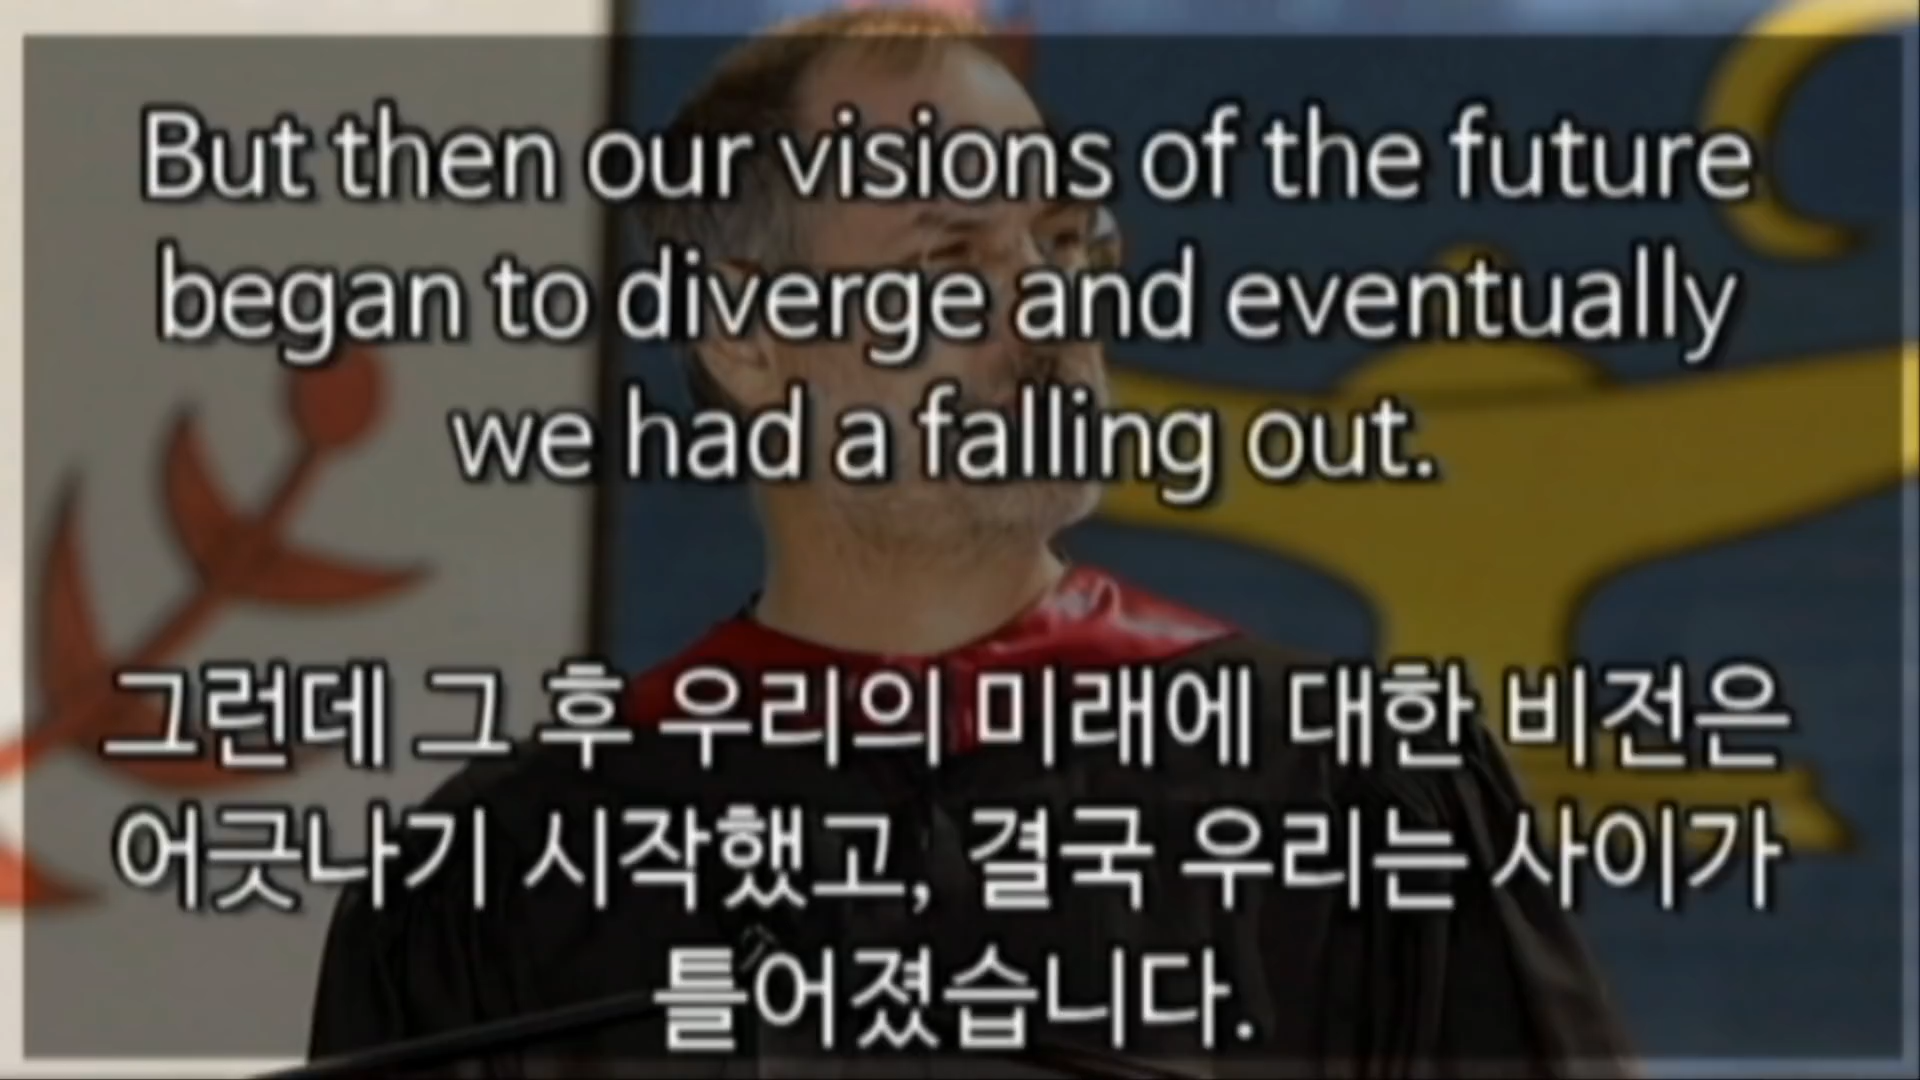 But then our visions of the future
began to diverge and eventually
we had a falling out.
그런데 그 후 우리의 미래에 대한 비전은
어긋나기 시작했고, 결국 우리는 사이가
틀어졌습니다.